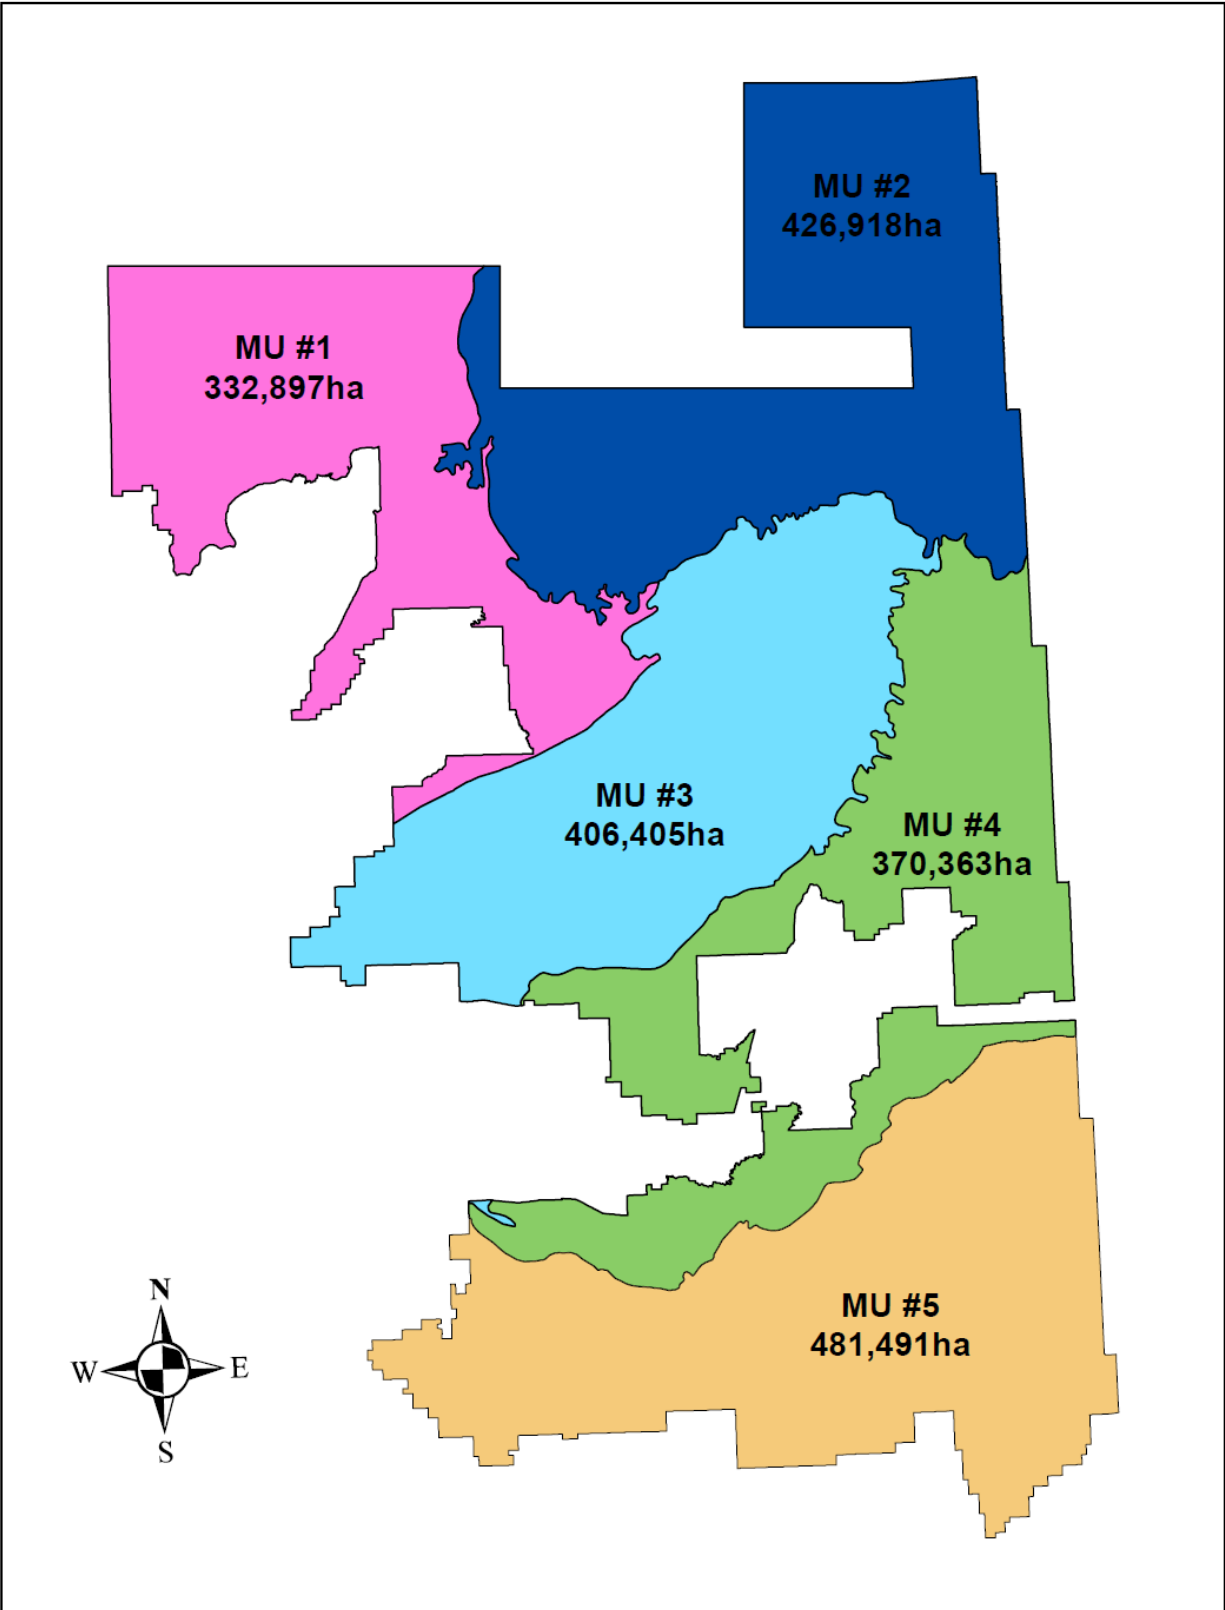 MU #2
426,918ha
MU #1
332,897ha
MU #3
406,405ha
MU #4
370,363ha
N
W E
S
MU #5
481,491ha